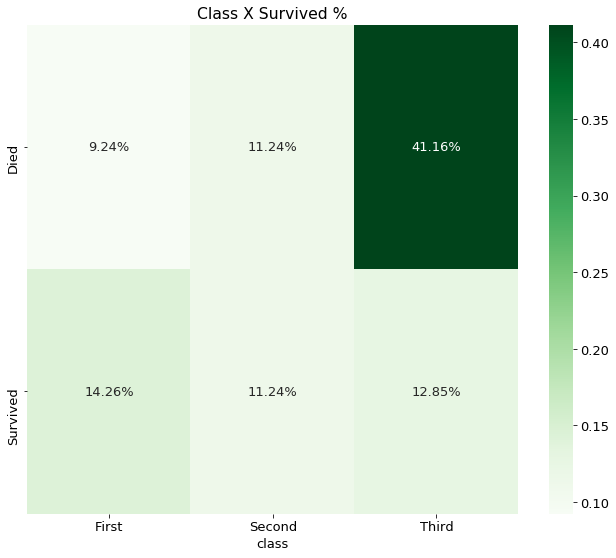 Class X Survived %
Died
9.24%
11.24%
41.16%
Survived
14.26%
11.24%
12.85%
First
Second
Third
class
0.40
0.35
0.30
0.25
0.20
0.15
0.10